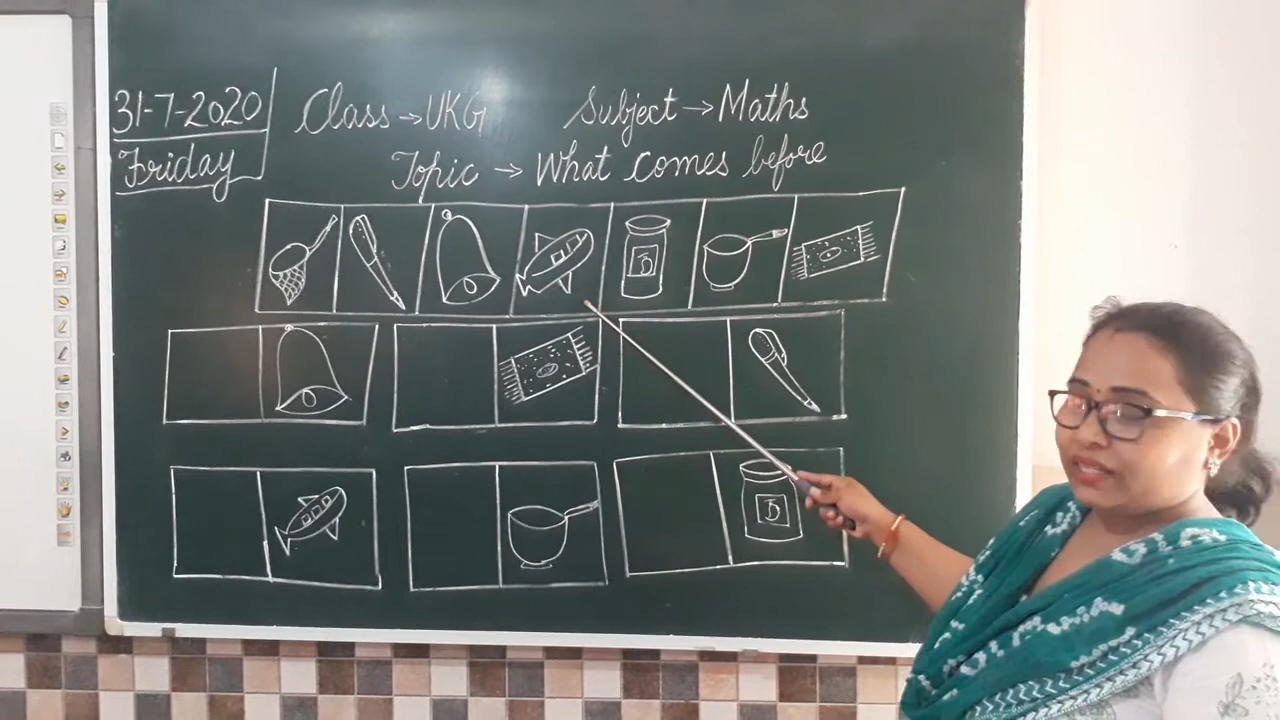 31-7-2020
Friday
Class → UKG
Subject → Maths
Topic → What comes before